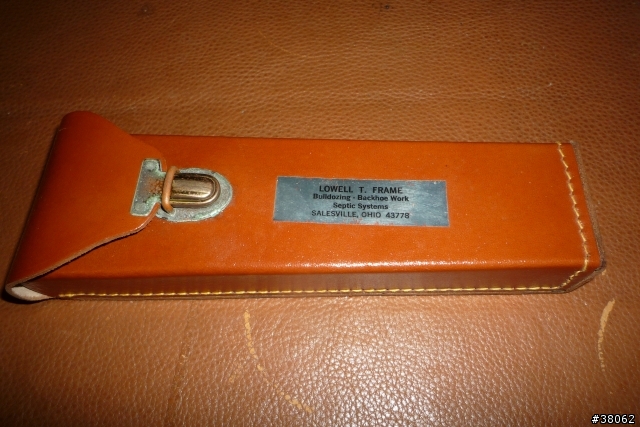 LOWELL T. FRAME
Bulldozing - Backhoe Work
Septic Systems
SALESVILLE, OHIO 43778
#38062